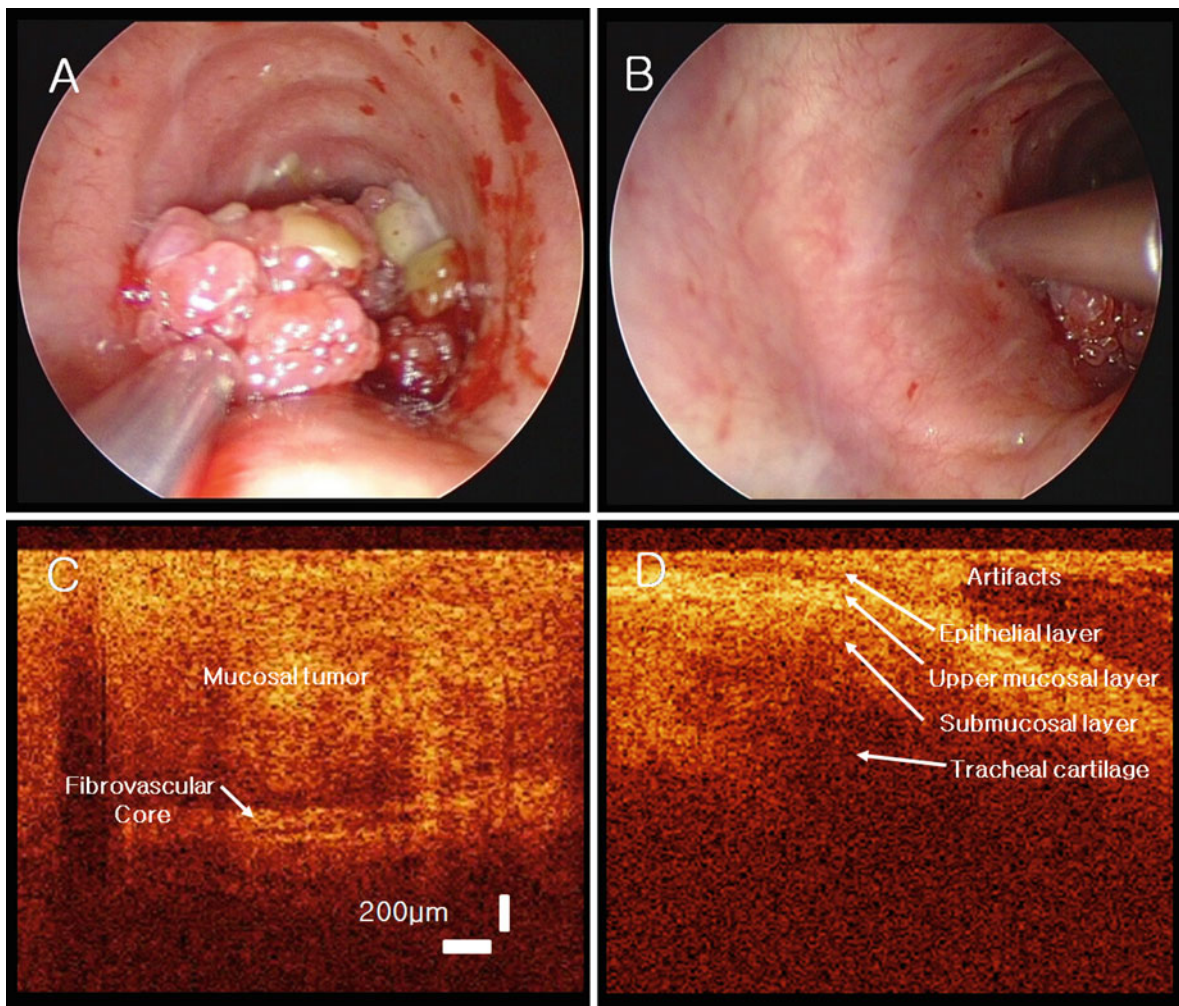 A
B
C
Mucosal tumor
Fibrovascular
Core
200μm
D
Artifacts
Epithelial layer
Upper mucosal layer
Submucosal layer
Tracheal cartilage